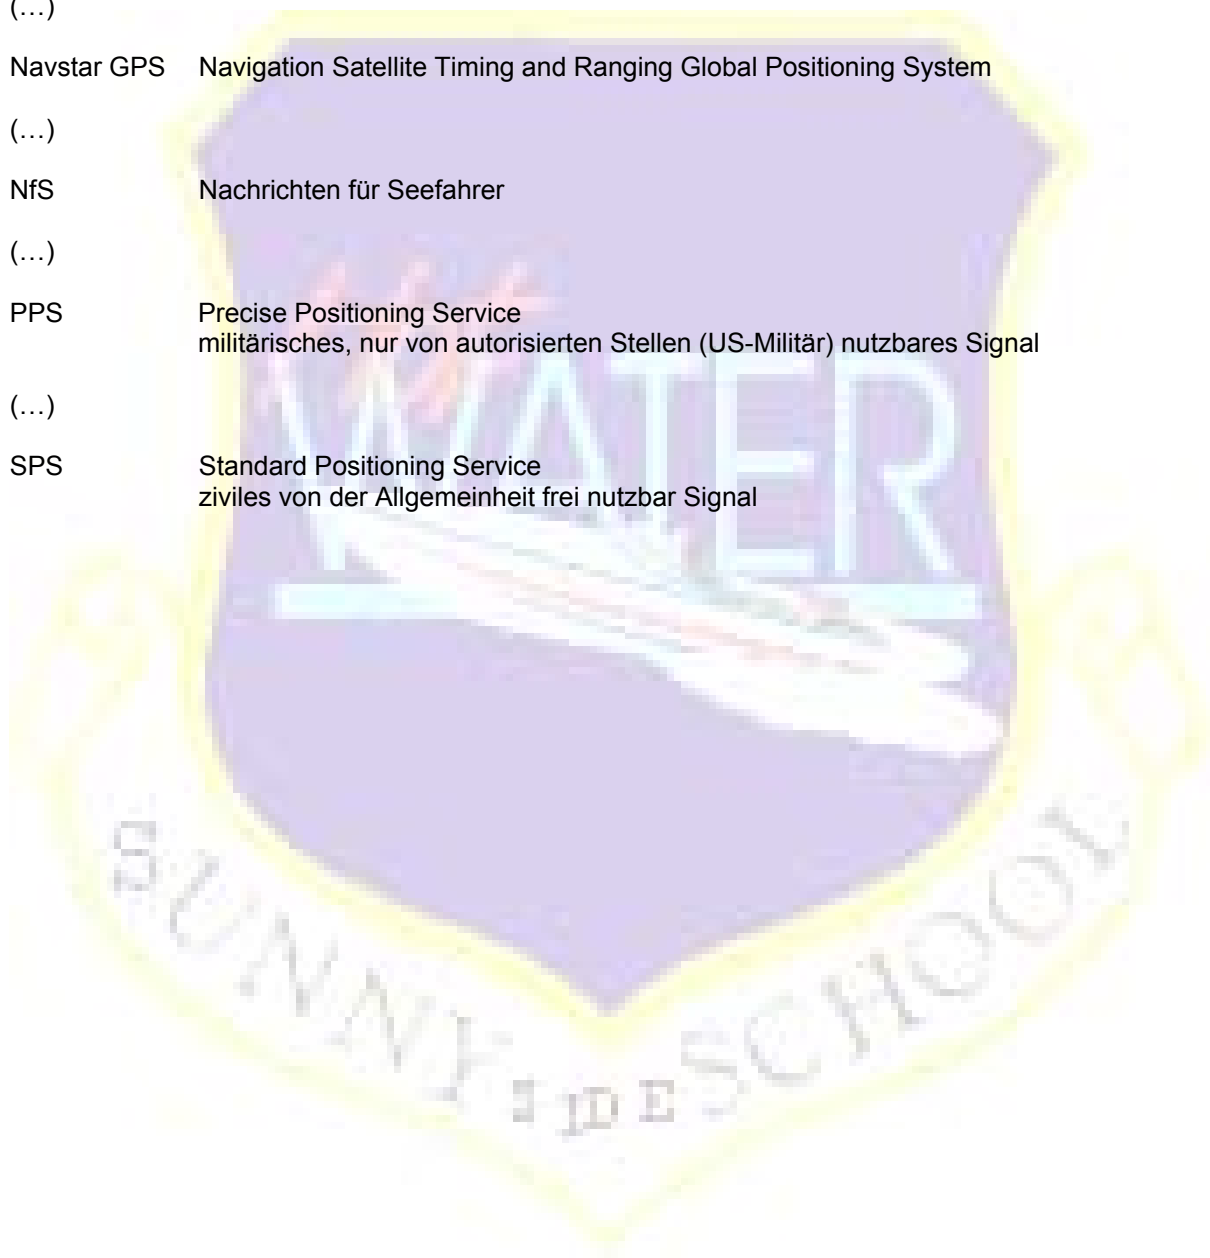 (…)
Navstar GPS Navigation Satellite Timing and Ranging Global Positioning System
(…)
NfS Nachrichten für Seefahrer
(…)
PPS Precise Positioning Service
militärisches, nur von autorisierten Stellen (US-Militär) nutzbares Signal
(…)
SPS Standard Positioning Service
ziviles von der Allgemeinheit frei nutzbar Signal
WATER
SUNNY SIDE SCHOOL